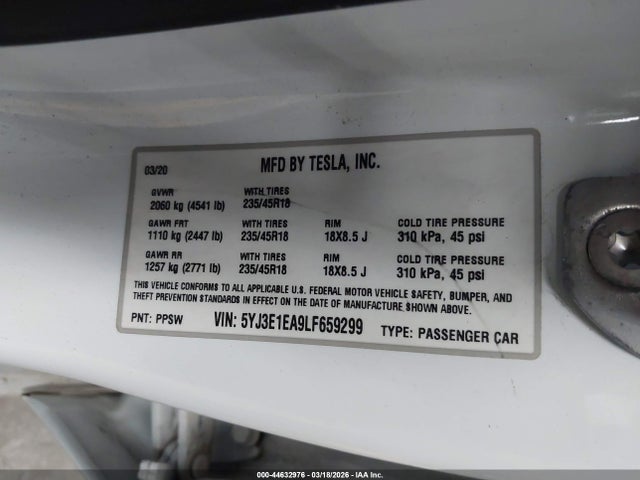 03/20 MFD BY TESLA, INC.
GVWR WITH TIRES
2060 kg (4541 lb) 235/45R18
GAWR FRT WITH TIRES RIM COLD TIRE PRESSURE
1110 kg (2447 lb) 235/45R18 18X8.5 J 310 kPa, 45 psi
GAWR RR WITH TIRES RIM COLD TIRE PRESSURE
1257 kg (2771 lb) 235/45R18 18X8.5 J 310 kPa, 45 psi
THIS VEHICLE CONFORMS TO ALL APPLICABLE U.S. FEDERAL MOTOR VEHICLE SAFETY, BUMPER, AND
THEFT PREVENTION STANDARDS IN EFFECT ON THE DATE OF MANUFACTURE SHOWN ABOVE.
PNT: PPSW VIN: 5YJ3E1EA9LF659299 TYPE: PASSENGER CAR
000-44632976 - 03/18/2026 - IAA Inc.